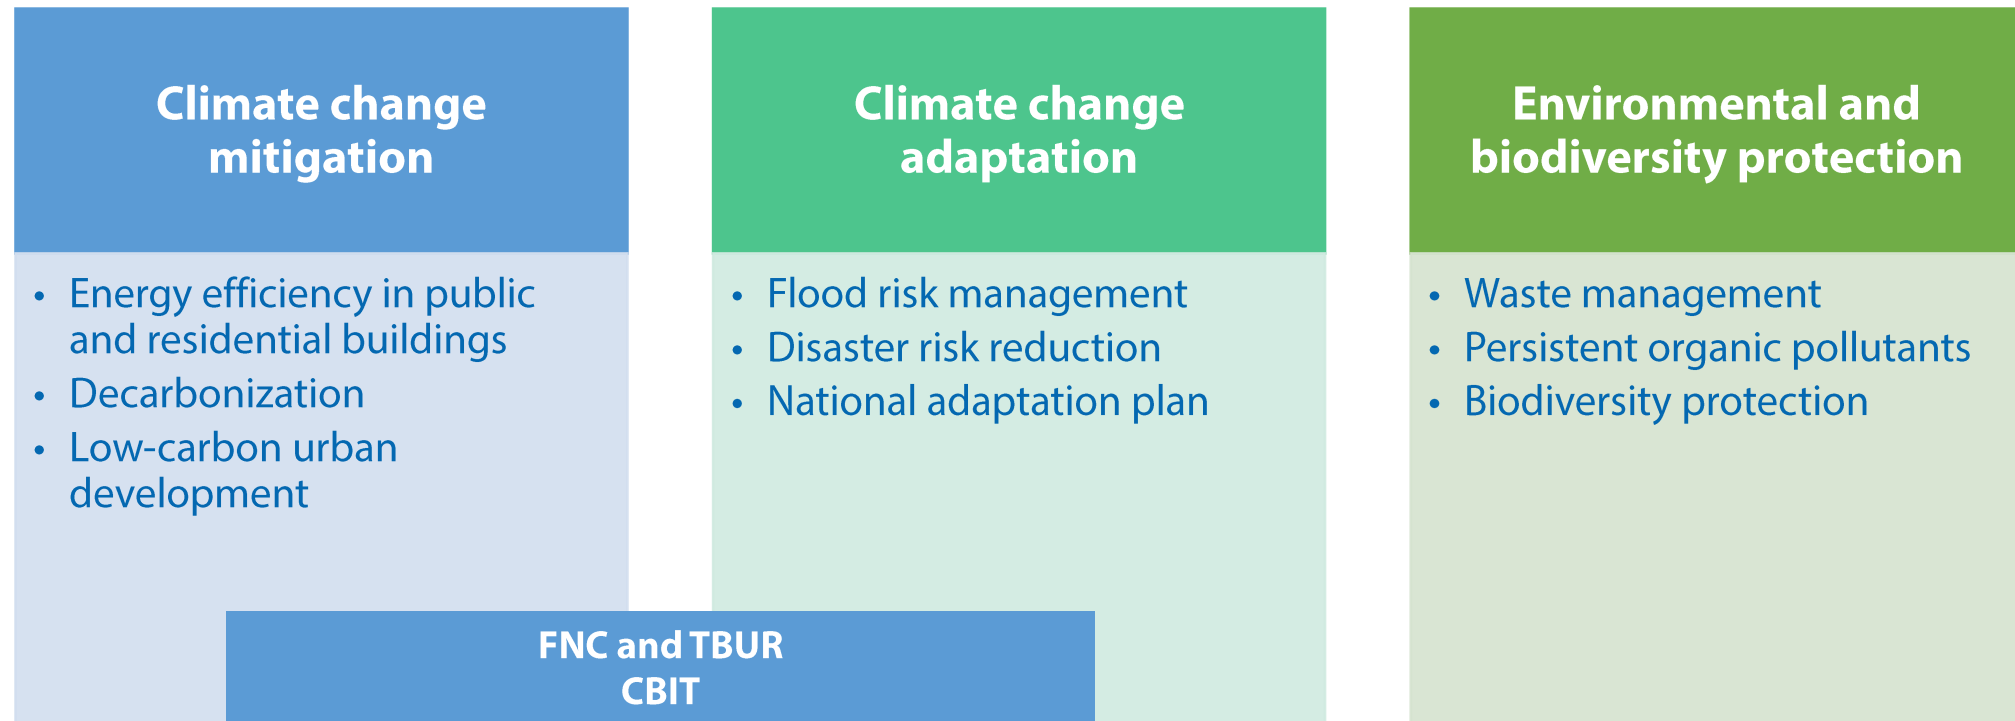 Climate change
mitigation
• Energy efficiency in public
and residential buildings
• Decarbonization
• Low-carbon urban
development
Climate change
adaptation
• Flood risk management
• Disaster risk reduction
• National adaptation plan
Environmental and
biodiversity protection
• Waste management
• Persistent organic pollutants
• Biodiversity protection
FNC and TBUR
CBIT